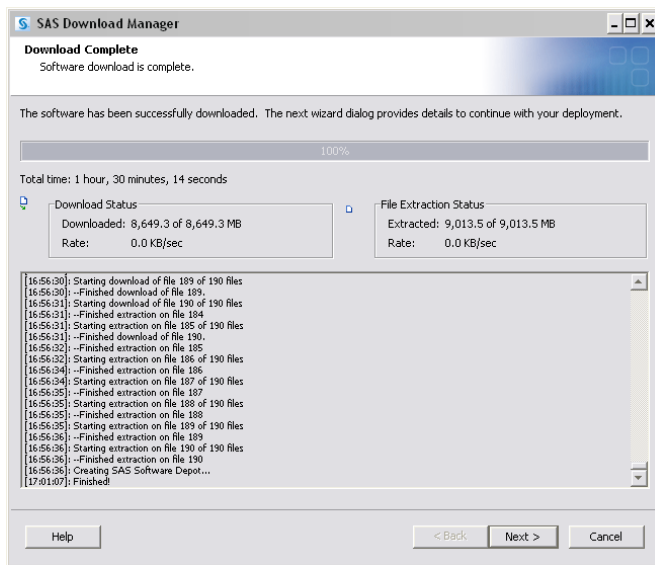 SAS Download Manager
Download Complete
Software download is complete.
The software has been successfully downloaded. The next wizard dialog provides details to continue with your deployment.
100%
Total time: 1 hour, 30 minutes, 14 seconds
Download Status
Downloaded: 8,649.3 of 8,649.3 MB
Rate: 0.0 KB/sec
File Extraction Status
Extracted: 9,013.5 of 9,013.5 MB
Rate: 0.0 KB/sec
[16:56:30]: Starting download of file 189 of 190 files
[16:56:30]: --Finished download of file 189.
[16:56:31]: Starting download of file 190 of 190 files
[16:56:31]: --Finished extraction on file 184
[16:56:31]: Starting extraction on file 185 of 190 files
[16:56:31]: --Finished download of file 190.
[16:56:32]: --Finished extraction on file 185
[16:56:32]: Starting extraction on file 186 of 190 files
[16:56:34]: --Finished extraction on file 186
[16:56:34]: Starting extraction on file 187 of 190 files
[16:56:35]: --Finished extraction on file 187
[16:56:35]: Starting extraction on file 188 of 190 files
[16:56:35]: --Finished extraction on file 188
[16:56:35]: Starting extraction on file 189 of 190 files
[16:56:36]: --Finished extraction on file 189
[16:56:36]: Starting extraction on file 190 of 190 files
[16:56:36]: --Finished extraction on file 190
[16:56:36]: Creating SAS Software Depot...
[17:01:07]: Finished!
Help
< Back
Next >
Cancel